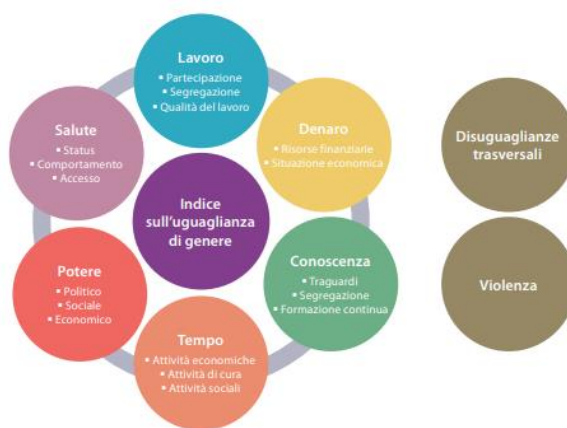 Lavoro
▪ Partecipazione
▪ Segregazione
▪ Qualità del lavoro
Denaro
▪ Risorse finanziarie
▪ Situazione economica
Conoscenza
▪ Traguardi
▪ Segregazione
▪ Formazione continua
Tempo
▪ Attività economiche
▪ Attività di cura
▪ Attività sociali
Potere
▪ Politico
▪ Sociale
▪ Economico
Salute
▪ Status
▪ Comportamento
▪ Accesso
Indice
sull'uguaglianza
di genere
Disuguaglianze
trasversali
Violenza